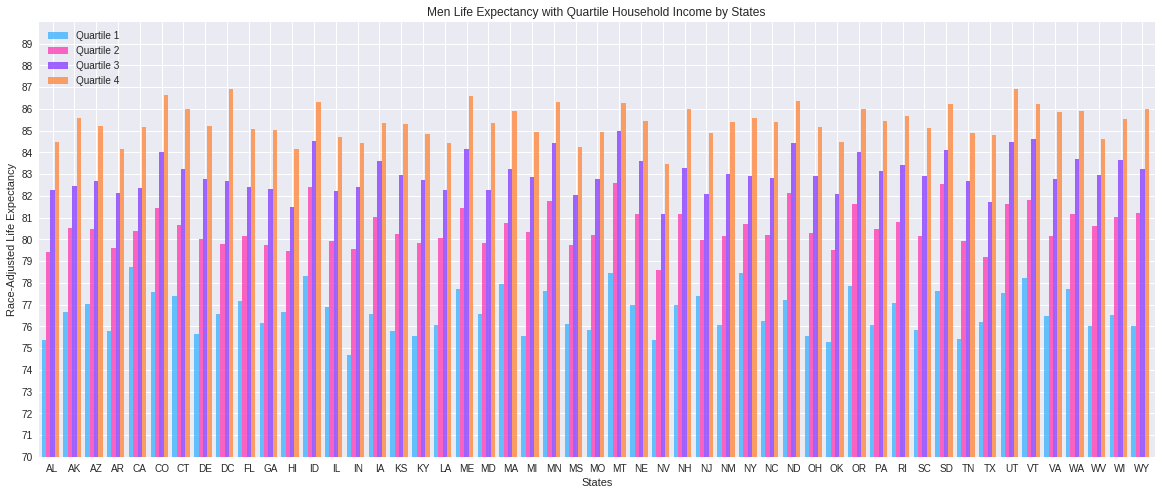 Men Life Expectancy with Quartile Household Income by States
Quartile 1
Quartile 2
Quartile 3
Quartile 4
Race-Adjusted Life Expectancy
89
88
87
86
85
84
83
82
81
80
79
78
77
76
75
74
73
72
71
70
AL AK AZ AR CA CO CT DE DC FL GA HI ID IL IN IA KS KY LA ME MD MA MI MN MS MO MT NE NV NH NJ NM NY NC ND OH OK OR PA RI SC SD TN TX UT VT VA WA WV WI WY
States